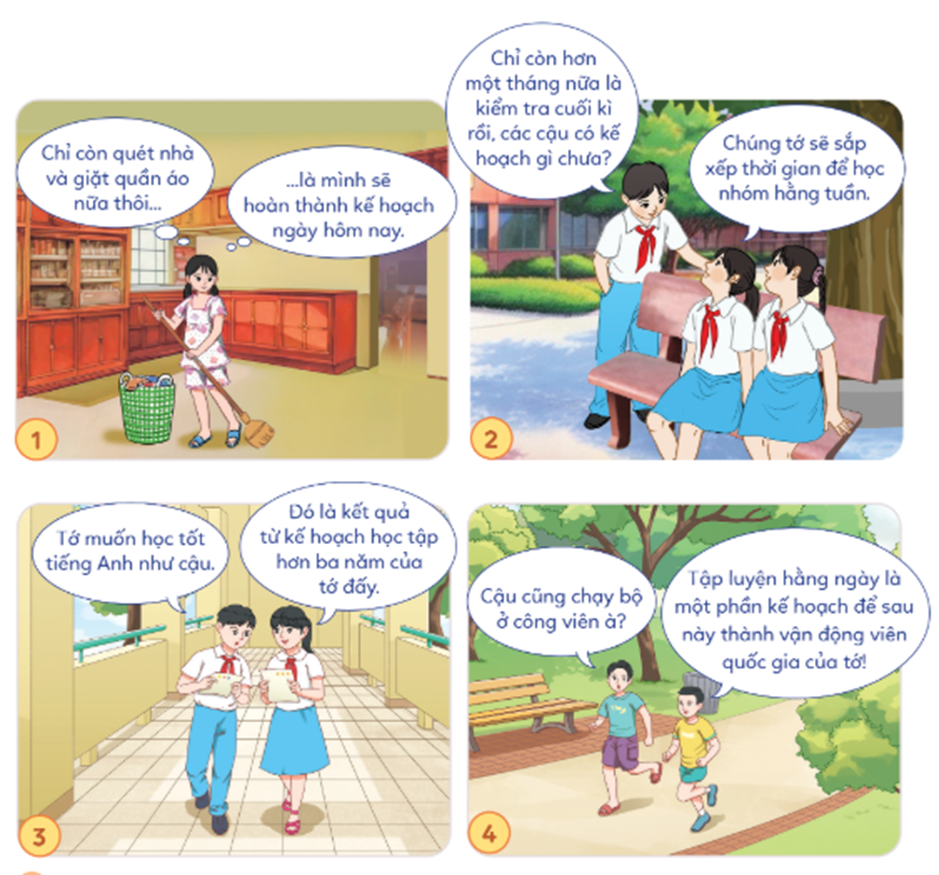 Chỉ còn quét nhà
và giặt quần áo
nữa thôi...
...là mình sẽ
hoàn thành kế hoạch
ngày hôm nay.
1
Chỉ còn hơn
một tháng nữa là
kiểm tra cuối kì
rồi, các cậu có kế
hoạch gì chưa?
Chúng tớ sẽ sắp
xếp thời gian để học
nhóm hằng tuần.
2
Tớ muốn học tốt
tiếng Anh như cậu.
Đó là kết quả
từ kế hoạch học tập
hơn ba năm của
tớ đấy.
3
Cậu cũng chạy bộ
ở công viên à?
Tập luyện hằng ngày là
một phần kế hoạch để sau
này thành vận động viên
quốc gia của tớ!
4